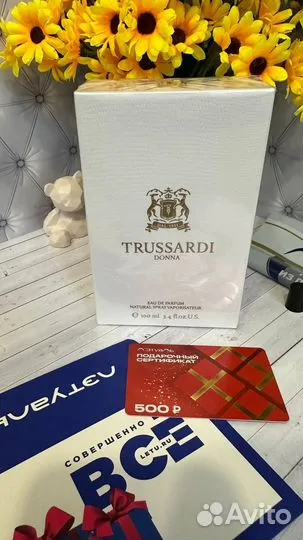 TRUSSARDI
DONNA
EAU DE PARFUM
NATURAL SPRAY VAPORISATEUR
℮ 100 ml 3.4 fl.oz.U.S.
ЛЭТУАЛЬ
ПОДАРОЧНЫЙ
СЕРТИФИКАТ
500 ₽
ЛЭТУАЛЬ
СОВЕРШЕННО
LETU.RU
ВСЕ
Avito